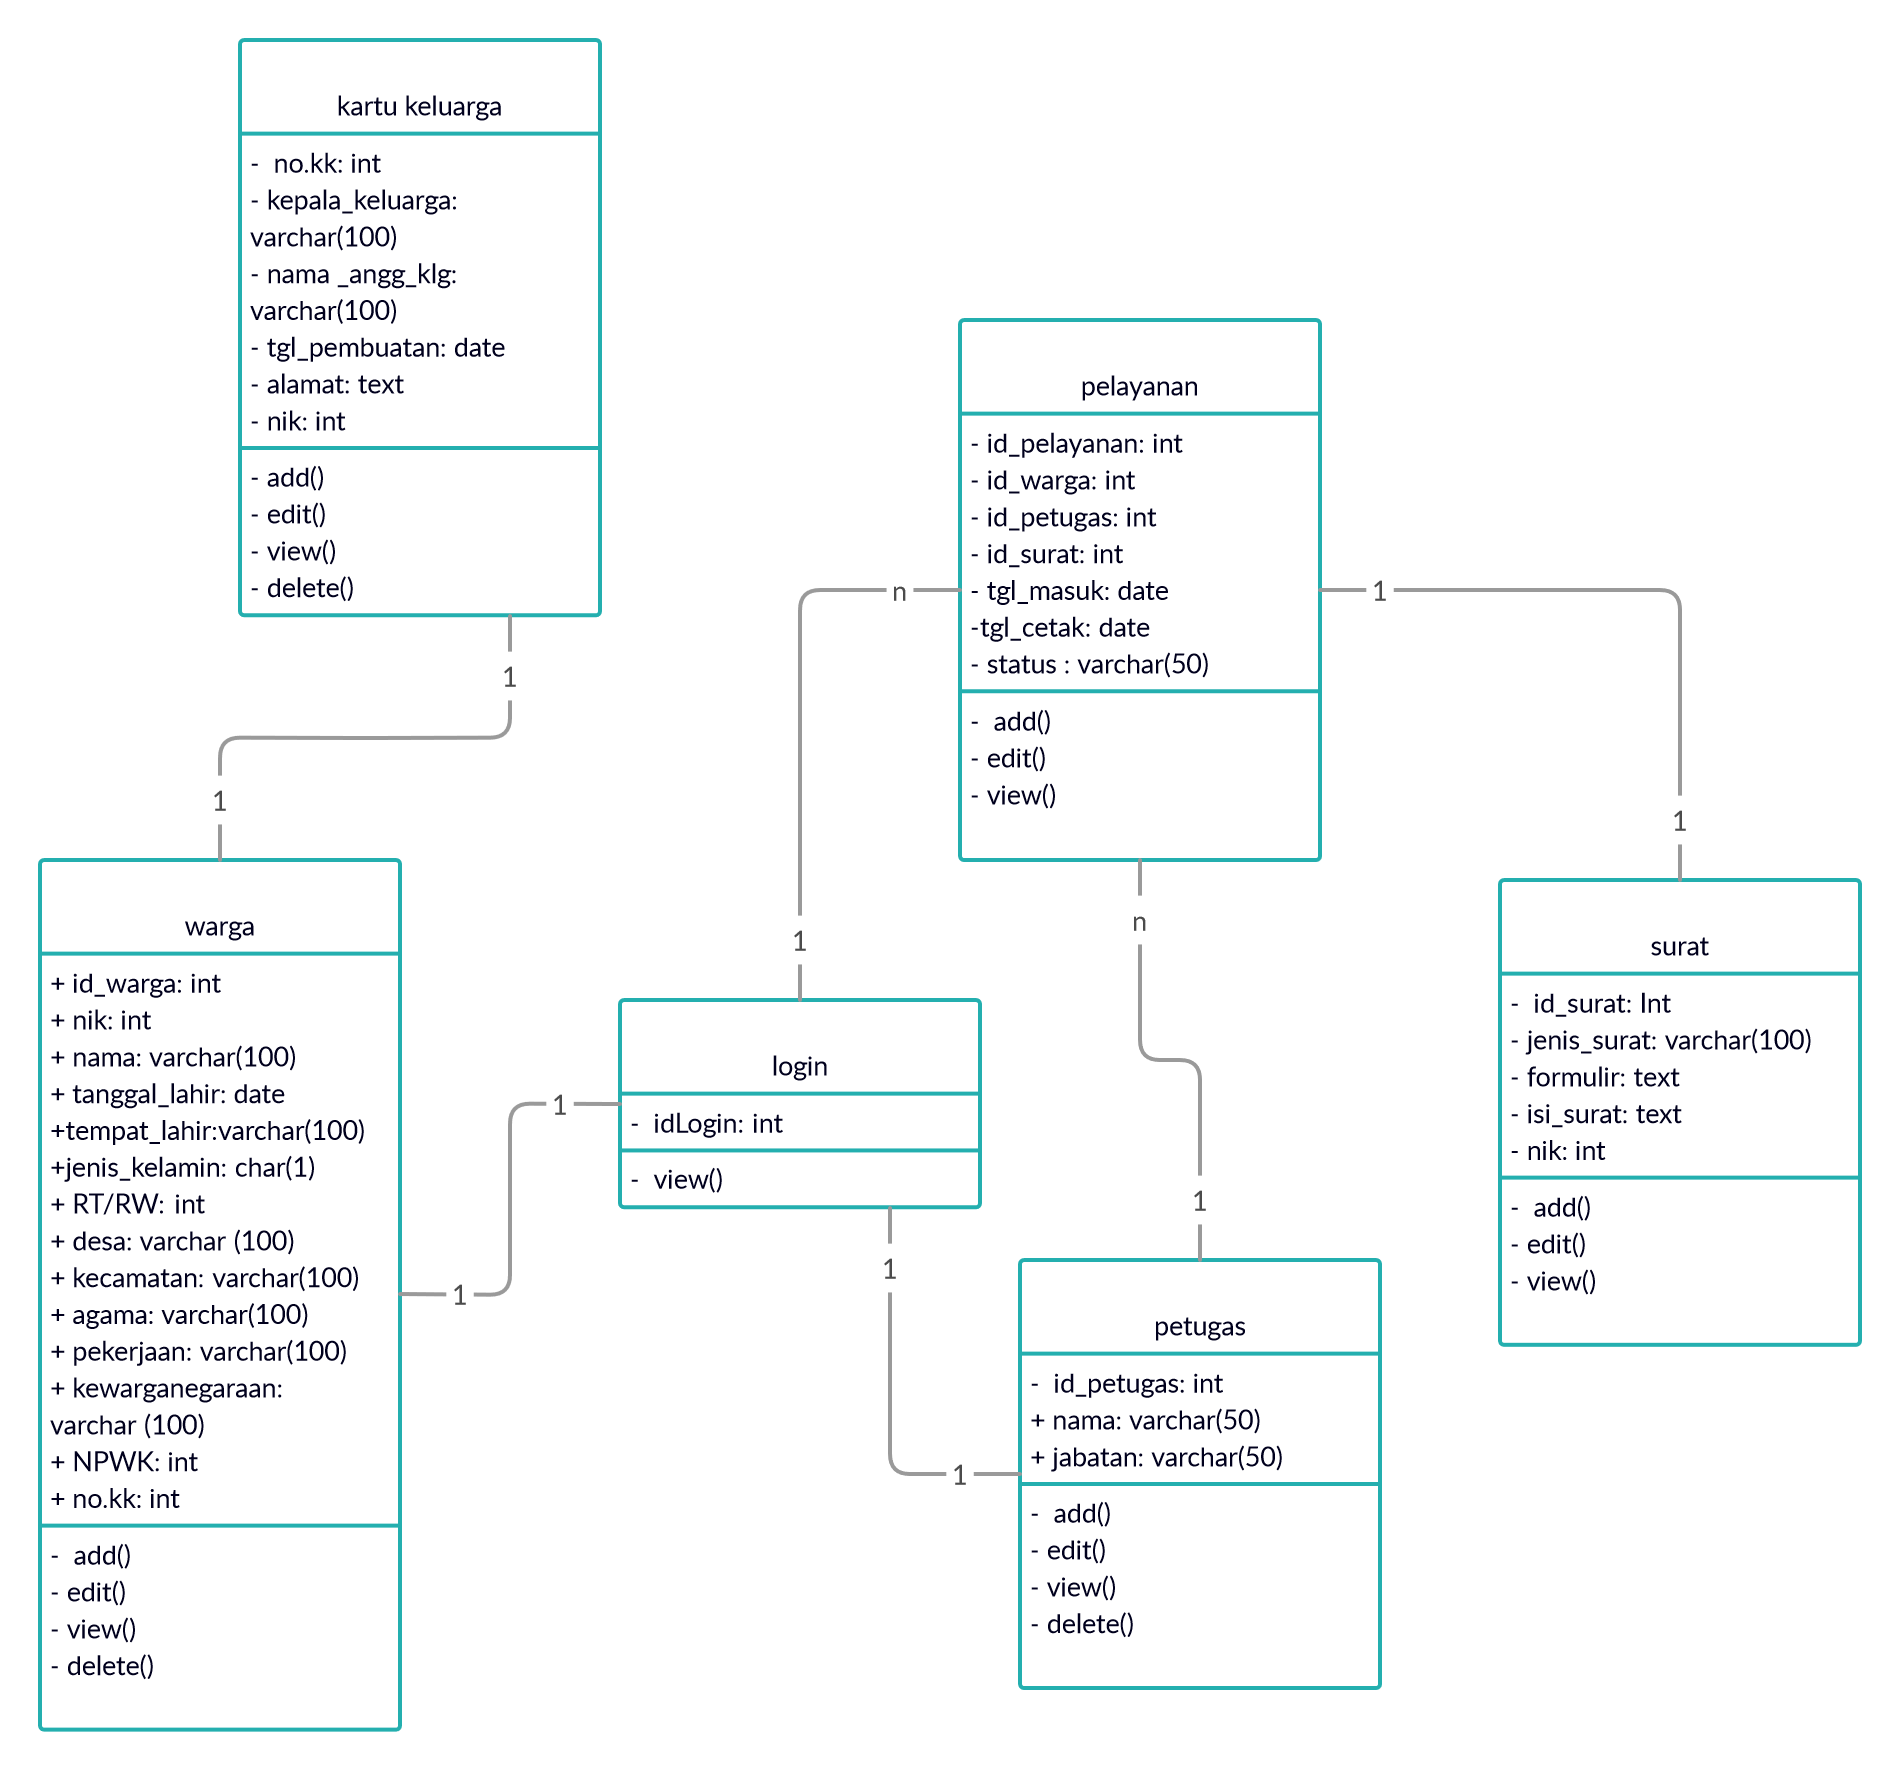 kartu keluarga
- no.kk: int
- kepala_keluarga:
varchar(100)
- nama _angg_klg:
varchar(100)
- tgl_pembuatan: date
- alamat: text
- nik: int
- add()
- edit()
- view()
- delete()
1
1
warga
+ id_warga: int
+ nik: int
+ nama: varchar(100)
+ tanggal_lahir: date
+tempat_lahir:varchar(100)
+jenis_kelamin: char(1)
+ RT/RW: int
+ desa: varchar (100)
+ kecamatan: varchar(100)
+ agama: varchar(100)
+ pekerjaan: varchar(100)
+ kewarganegaraan:
varchar (100)
+ NPWK: int
+ no.kk: int
- add()
- edit()
- view()
- delete()
1
1
login
- idLogin: int
- view()
1
n
pelayanan
- id_pelayanan: int
- id_warga: int
- id_petugas: int
- id_surat: int
- tgl_masuk: date
-tgl_cetak: date
- status : varchar(50)
- add()
- edit()
- view()
n
1
1
1
petugas
- id_petugas: int
+ nama: varchar(50)
+ jabatan: varchar(50)
- add()
- edit()
- view()
- delete()
1
1
surat
- id_surat: Int
- jenis_surat: varchar(100)
- formulir: text
- isi_surat: text
- nik: int
- add()
- edit()
- view()